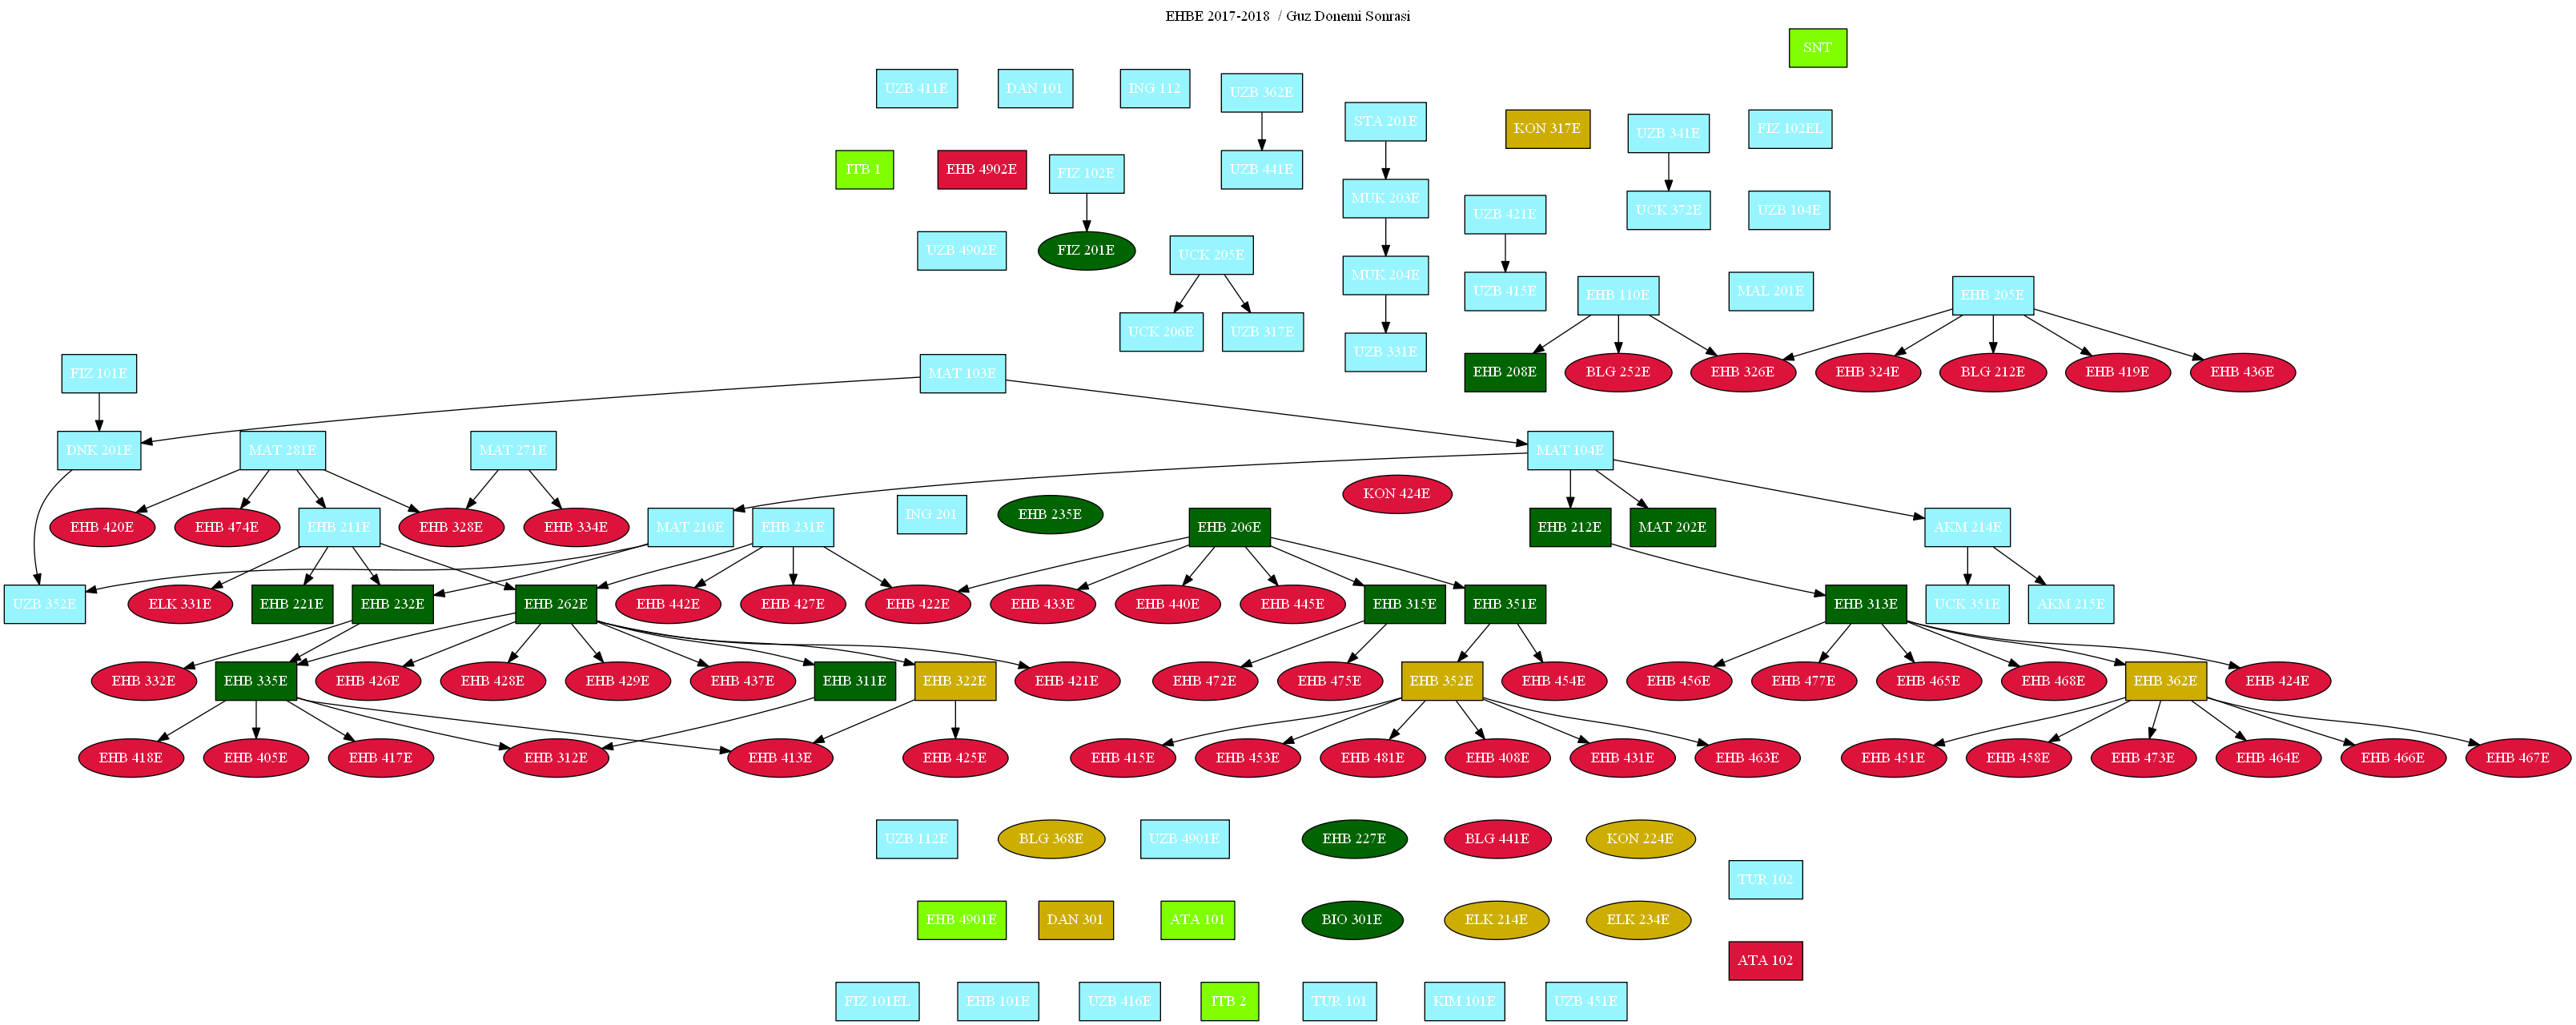 EHBE 2017-2018 / Guz Donemi Sonrasi
SNT
UZB 411E
DAN 101
ING 112
UZB 362E
STA 201E
KON 317E
UZB 341E
FIZ 102EL
ITB 1
EHB 4902E
FIZ 102E
UZB 441E
MUK 203E
UZB 421E
UCK 372E
UZB 104E
UZB 4902E
FIZ 201E
UCK 205E
MUK 204E
UZB 415E
EHB 110E
MAL 201E
EHB 205E
UCK 206E
UZB 317E
UZB 331E
FIZ 101E
MAT 103E
EHB 208E
BLG 252E
EHB 326E
EHB 324E
BLG 212E
EHB 419E
EHB 436E
DNK 201E
MAT 281E
MAT 271E
MAT 104E
KON 424E
EHB 420E
EHB 474E
EHB 211E
EHB 328E
EHB 334E
MAT 210E
EHB 231E
ING 201
EHB 235E
EHB 206E
EHB 212E
MAT 202E
AKM 214E
UZB 352E
ELK 331E
EHB 221E
EHB 232E
EHB 262E
EHB 442E
EHB 427E
EHB 422E
EHB 433E
EHB 440E
EHB 445E
EHB 315E
EHB 351E
EHB 313E
UCK 351E
AKM 215E
EHB 332E
EHB 335E
EHB 426E
EHB 428E
EHB 429E
EHB 437E
EHB 311E
EHB 322E
EHB 421E
EHB 472E
EHB 475E
EHB 352E
EHB 454E
EHB 456E
EHB 477E
EHB 465E
EHB 468E
EHB 362E
EHB 424E
EHB 418E
EHB 405E
EHB 417E
EHB 312E
EHB 413E
EHB 425E
EHB 415E
EHB 453E
EHB 481E
EHB 408E
EHB 431E
EHB 463E
EHB 451E
EHB 458E
EHB 473E
EHB 464E
EHB 466E
EHB 467E
UZB 112E
BLG 368E
UZB 4901E
EHB 227E
BLG 441E
KON 224E
TUR 102
EHB 4901E
DAN 301
ATA 101
BIO 301E
ELK 214E
ELK 234E
ATA 102
FIZ 101EL
EHB 101E
UZB 416E
ITB 2
TUR 101
KIM 101E
UZB 451E